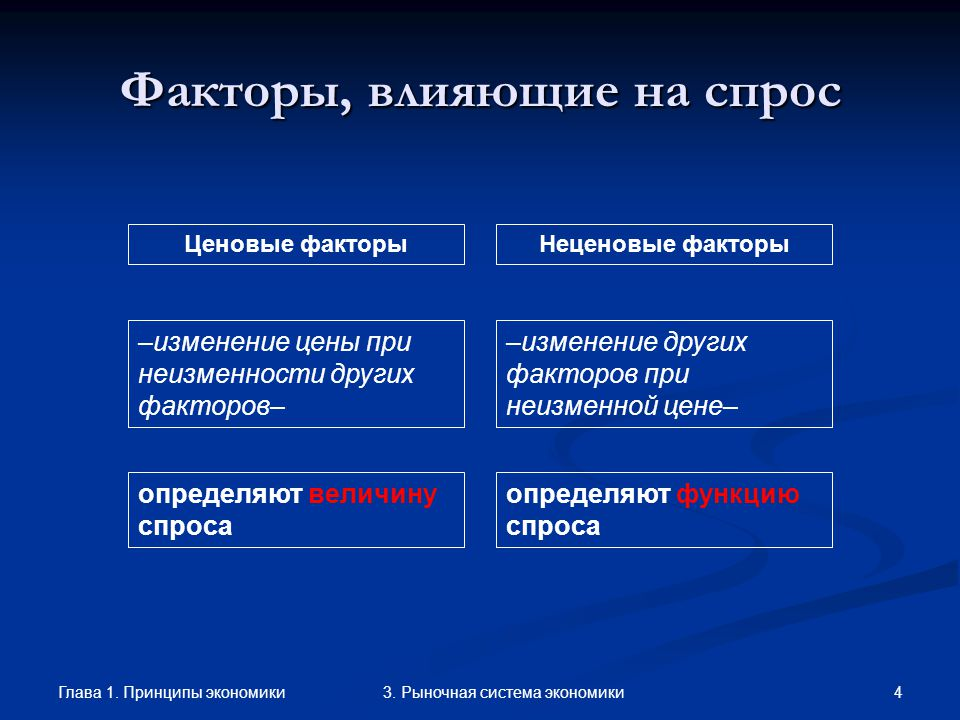 Факторы, влияющие на спрос
Ценовые факторы
Неценовые факторы
–изменение цены при
неизменности других
факторов–
–изменение других
факторов при
неизменной цене–
определяют величину
спроса
определяют функцию
спроса
Глава 1. Принципы экономики
3. Рыночная система экономики
4